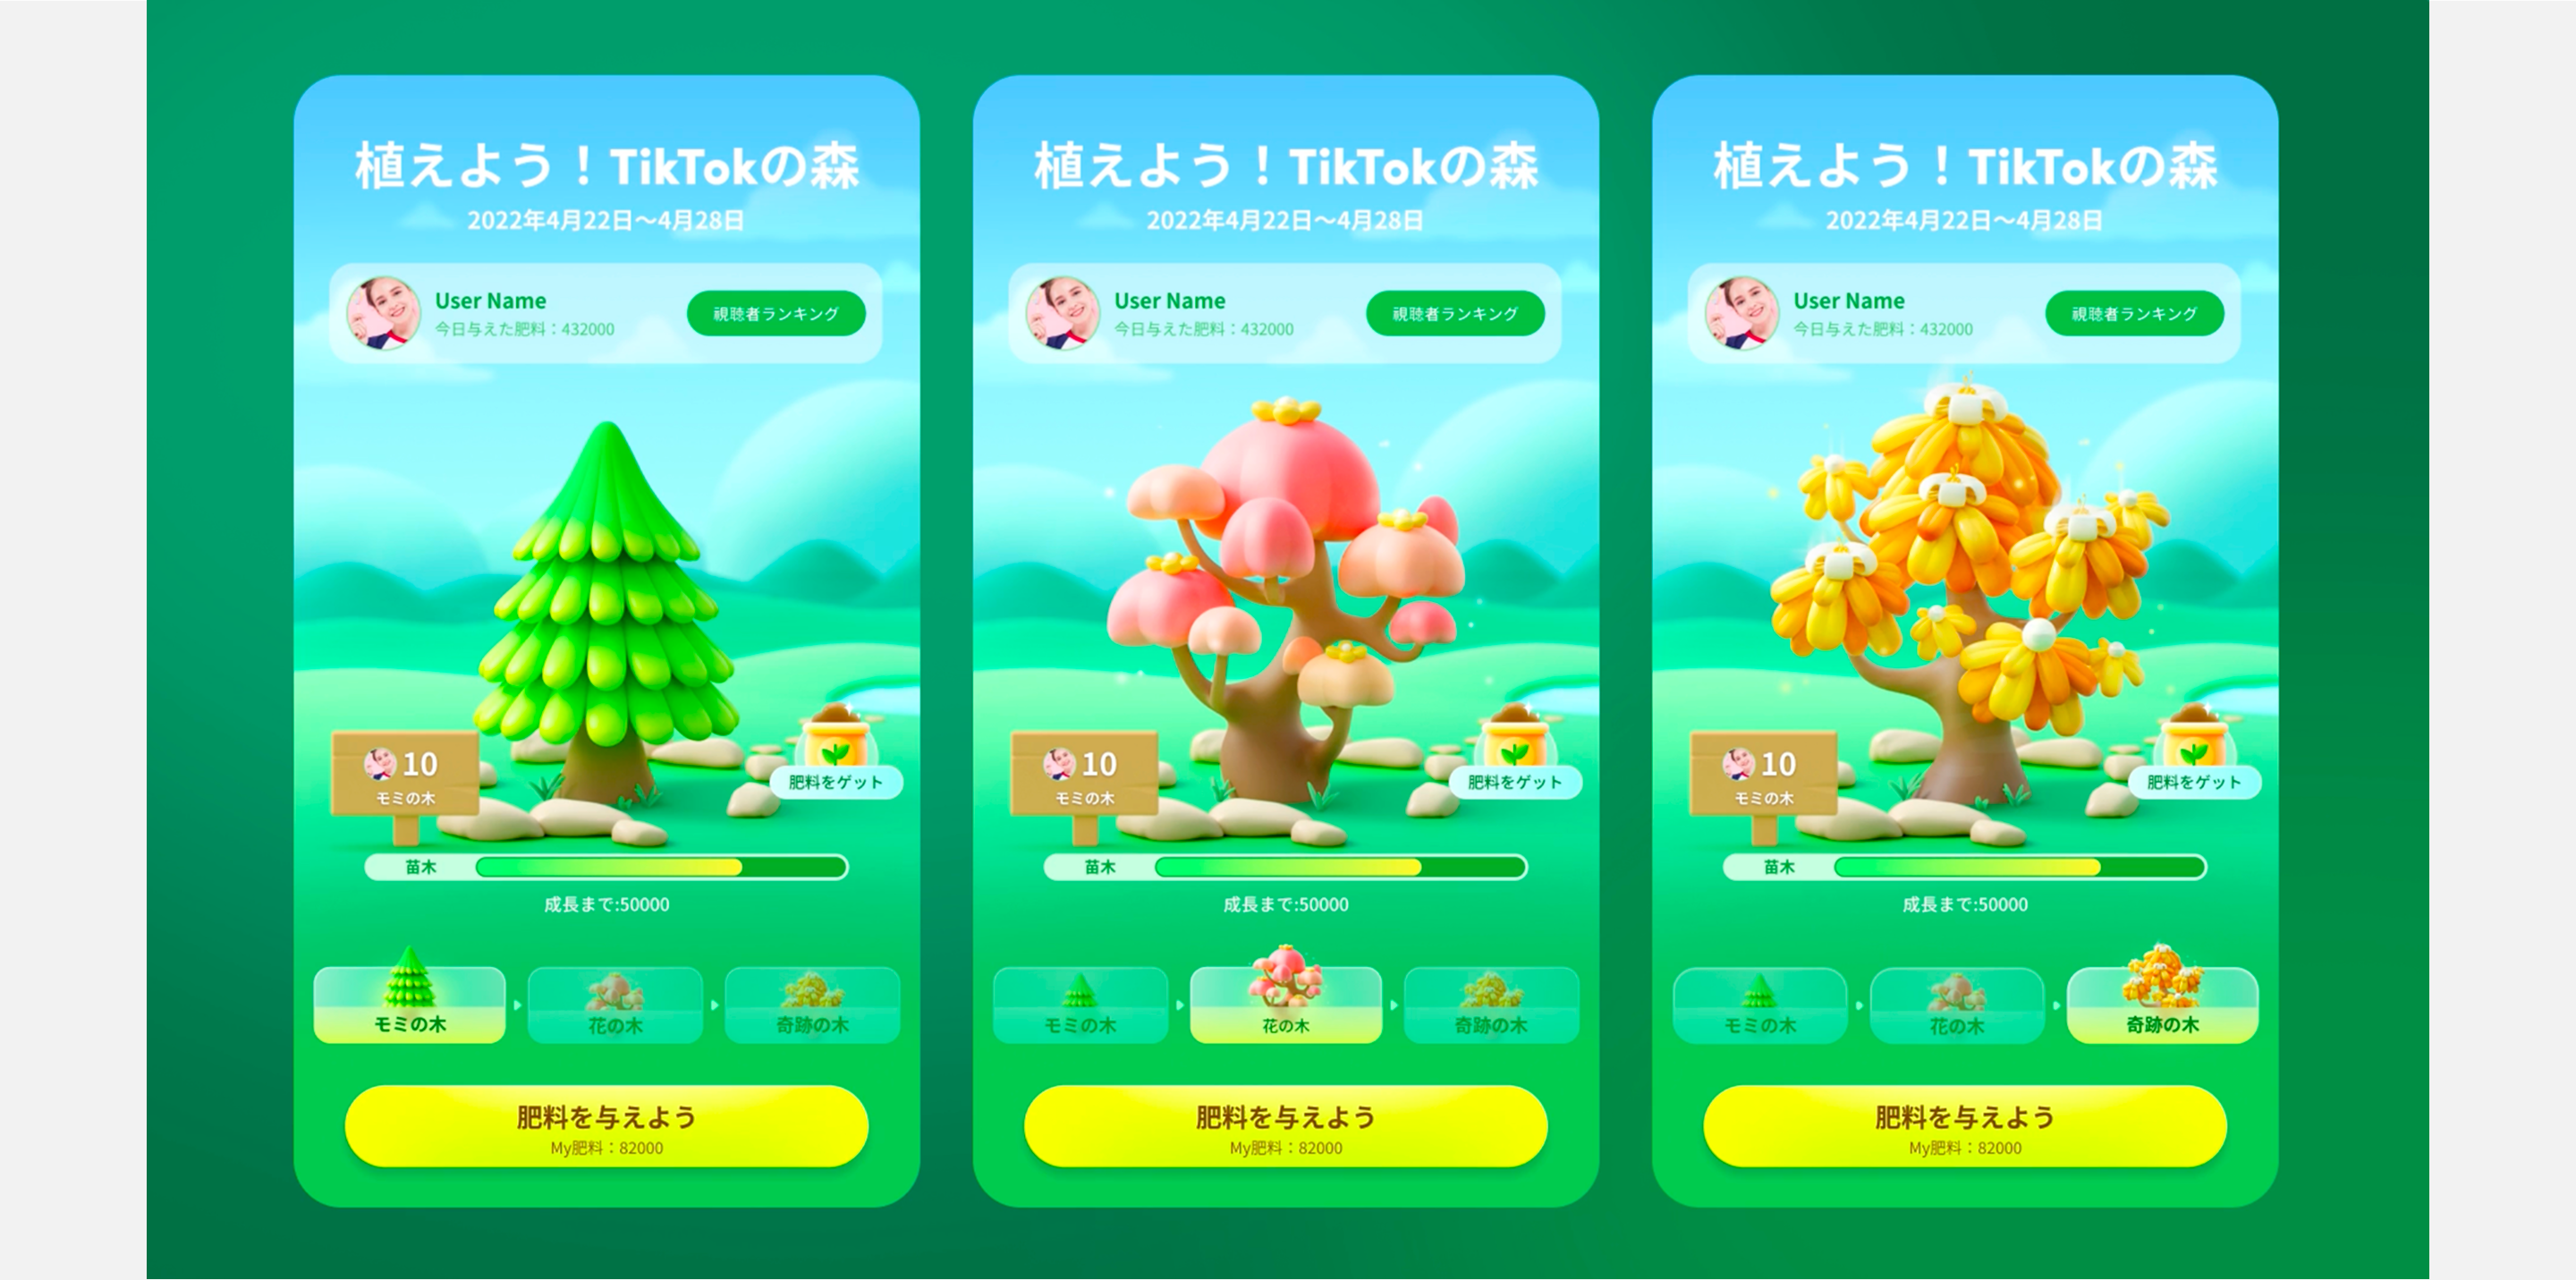 植えよう！TikTokの森
2022年4月22日〜4月28日
User Name
今日与えた肥料：432000
視聴者ランキング
10
モミの木
肥料をゲット
苗木
成長まで:50000
モミの木
花の木
奇跡の木
肥料を与えよう
My肥料：82000
植えよう！TikTokの森
2022年4月22日〜4月28日
User Name
今日与えた肥料：432000
視聴者ランキング
10
モミの木
肥料をゲット
苗木
成長まで:50000
モミの木
花の木
奇跡の木
肥料を与えよう
My肥料：82000
植えよう！TikTokの森
2022年4月22日〜4月28日
User Name
今日与えた肥料：432000
視聴者ランキング
10
モミの木
肥料をゲット
苗木
成長まで:50000
モミの木
花の木
奇跡の木
肥料を与えよう
My肥料：82000